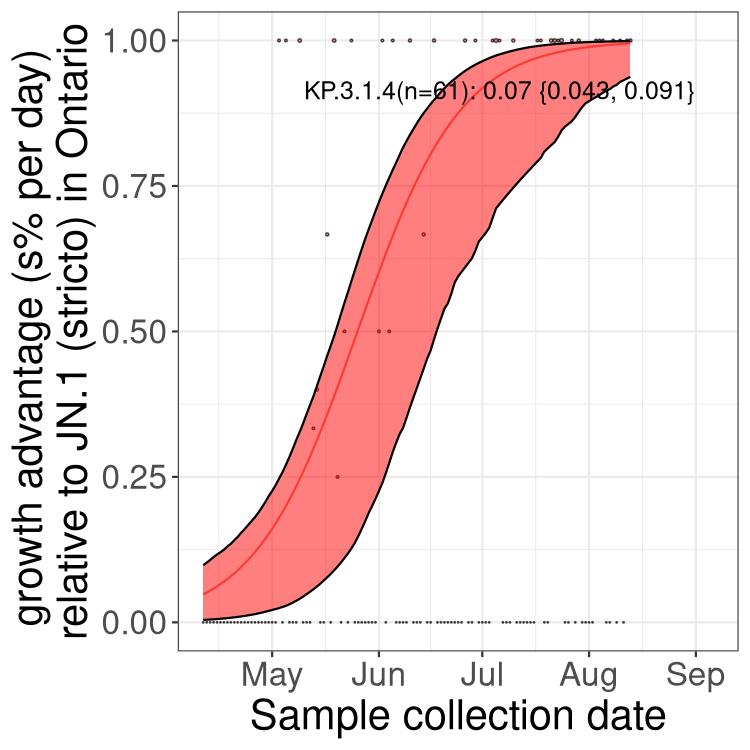 growth advantage (s% per day)
relative to JN.1 (stricto) in Ontario
1.00
0.75
0.50
0.25
0.00
KP.3.1.4(n=61): 0.07 {0.043, 0.091}
May Jun Jul Aug Sep
Sample collection date